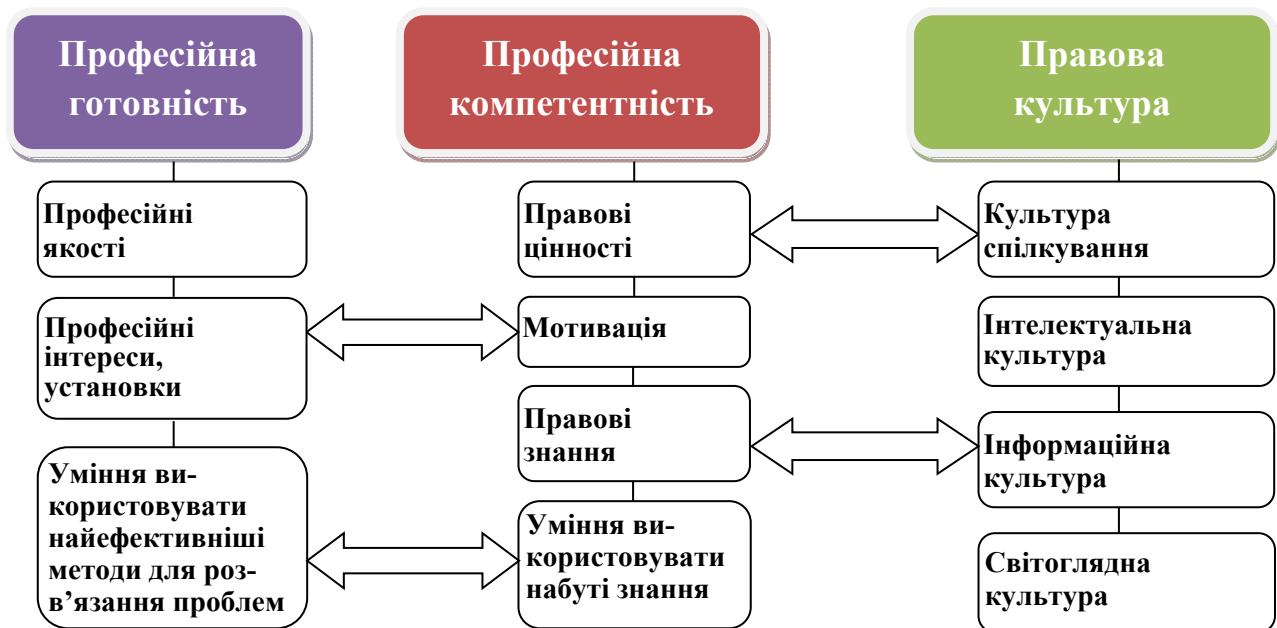 Професійна
готовність
Професійні
якості
Професійні
інтереси,
установки
Уміння ви-
користовувати
найефективніші
методи для роз-
в’язання проблем
Професійна
компетентність
Правові
цінності
Мотивація
Правові
знання
Уміння ви-
користовувати
набуті знання
Правова
культура
Культура
спілкування
Інтелектуальна
культура
Інформаційна
культура
Світоглядна
культура